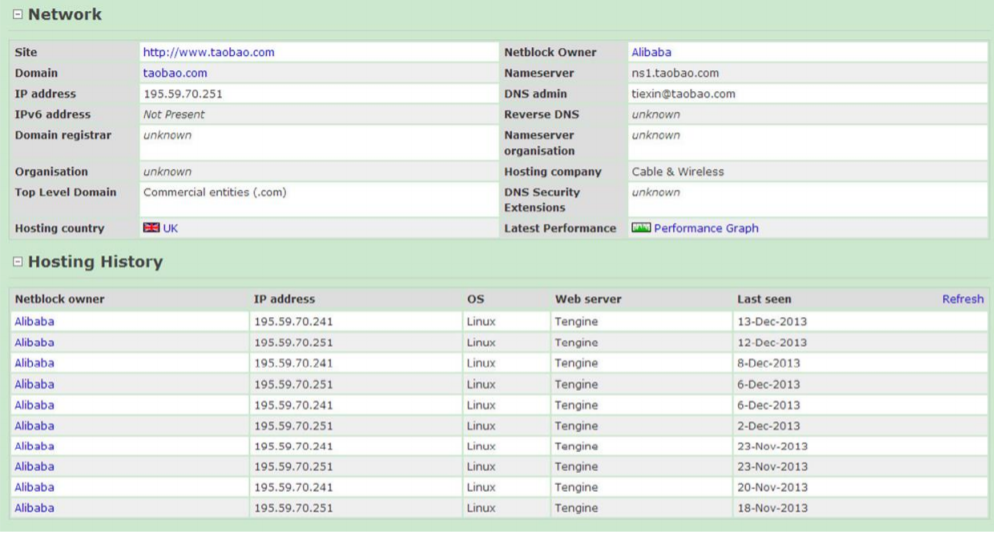 Network
Site http://www.taobao.com Netblock Owner Alibaba
Domain taobao.com Nameserver ns1.taobao.com
IP address 195.59.70.251 DNS admin tiexin@taobao.com
IPv6 address Not Present Reverse DNS unknown
Domain registrar unknown Nameserver organisation unknown
Organisation unknown Hosting company Cable & Wireless
Top Level Domain Commercial entities (.com) DNS Security Extensions unknown
Hosting country UK Latest Performance Performance Graph
Hosting History
Netblock owner IP address OS Web server Last seen Refresh
Alibaba 195.59.70.241 Linux Tengine 13-Dec-2013
Alibaba 195.59.70.251 Linux Tengine 12-Dec-2013
Alibaba 195.59.70.241 Linux Tengine 8-Dec-2013
Alibaba 195.59.70.251 Linux Tengine 6-Dec-2013
Alibaba 195.59.70.241 Linux Tengine 6-Dec-2013
Alibaba 195.59.70.251 Linux Tengine 2-Dec-2013
Alibaba 195.59.70.241 Linux Tengine 23-Nov-2013
Alibaba 195.59.70.251 Linux Tengine 23-Nov-2013
Alibaba 195.59.70.241 Linux Tengine 20-Nov-2013
Alibaba 195.59.70.251 Linux Tengine 18-Nov-2013